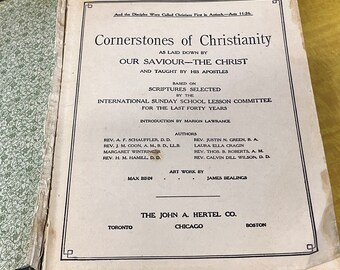 And the Disciples Were Called Christians First in Antioch—Acts 11:26.
Cornerstones of Christianity
AS LAID DOWN BY
OUR SAVIOUR—THE CHRIST
AND TAUGHT BY HIS APOSTLES
BASED ON
SCRIPTURES SELECTED
BY THE
INTERNATIONAL SUNDAY SCHOOL LESSON COMMITTEE
FOR THE LAST FORTY YEARS
INTRODUCTION BY MARION LAWRANCE
AUTHORS
REV. A. F. SCHAUFFLER, D. D.
REV. J. M. COON, A. M., B. D., LL.B.
MARGARET WINTRINGER
REV. H. M. HAMILL, D. D.
REV. JUSTIN N. GREEN, B. A.
LAURA ELLA CRAGIN
REV. THOS. B. ROBERTS, A. M.
REV. CALVIN DILL WILSON, D. D.
ART WORK BY
MAX BIHN - - - JAMES BEALINGS
THE JOHN A. HERTEL CO.
TORONTO CHICAGO BOSTON